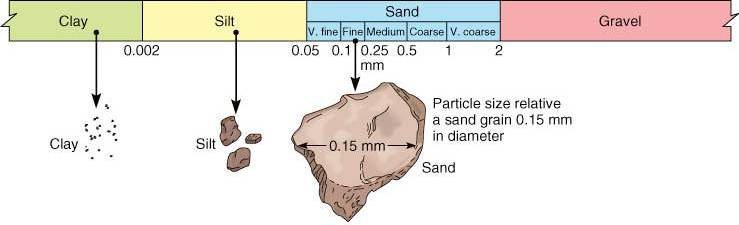 Clay
Silt
Sand
Gravel
V. fine
Fine
Medium
Coarse
V. coarse
0.002
0.05
0.1
0.25
0.5
1
2
mm
Clay
Silt
0.15 mm
Sand
Particle size relative
a sand grain 0.15 mm
in diameter